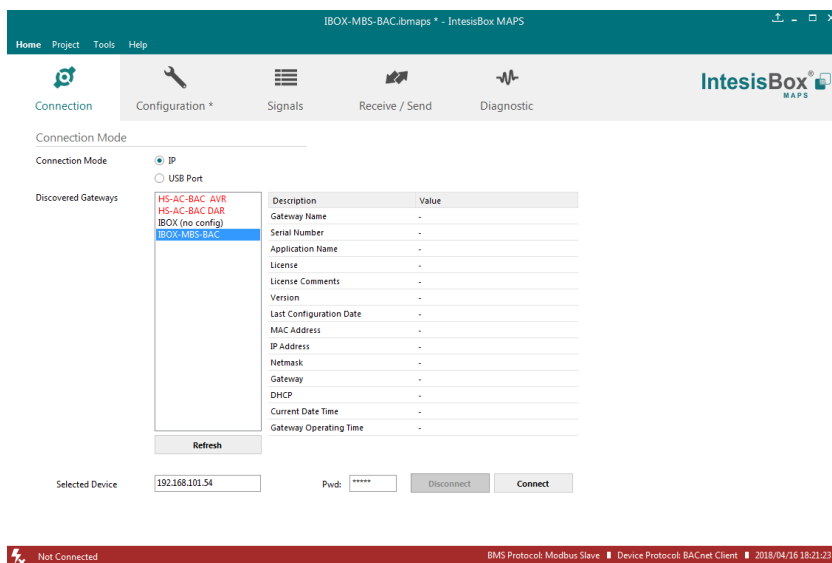 IBOX-MBS-BAC.ibmaps * - IntesisBox MAPS
Home Project Tools Help
Connection Configuration * Signals Receive / Send Diagnostic
IntesisBox®
MAPS
Connection Mode
Connection Mode IP
USB Port
Discovered Gateways
HS-AC-BAC AVR
HS-AC-BAC DAR
IBOX (no config)
IBOX-MBS-BAC
Description Value
Gateway Name -
Serial Number -
Application Name -
License -
License Comments -
Version -
Last Configuration Date -
MAC Address -
IP Address -
Netmask -
Gateway -
DHCP -
Current Date Time -
Gateway Operating Time -
Refresh
Selected Device 192.168.101.54 Pwd: ***** Disconnect Connect
Not Connected BMS Protocol: Modbus Slave Device Protocol: BACnet Client 2018/04/16 18:21:23